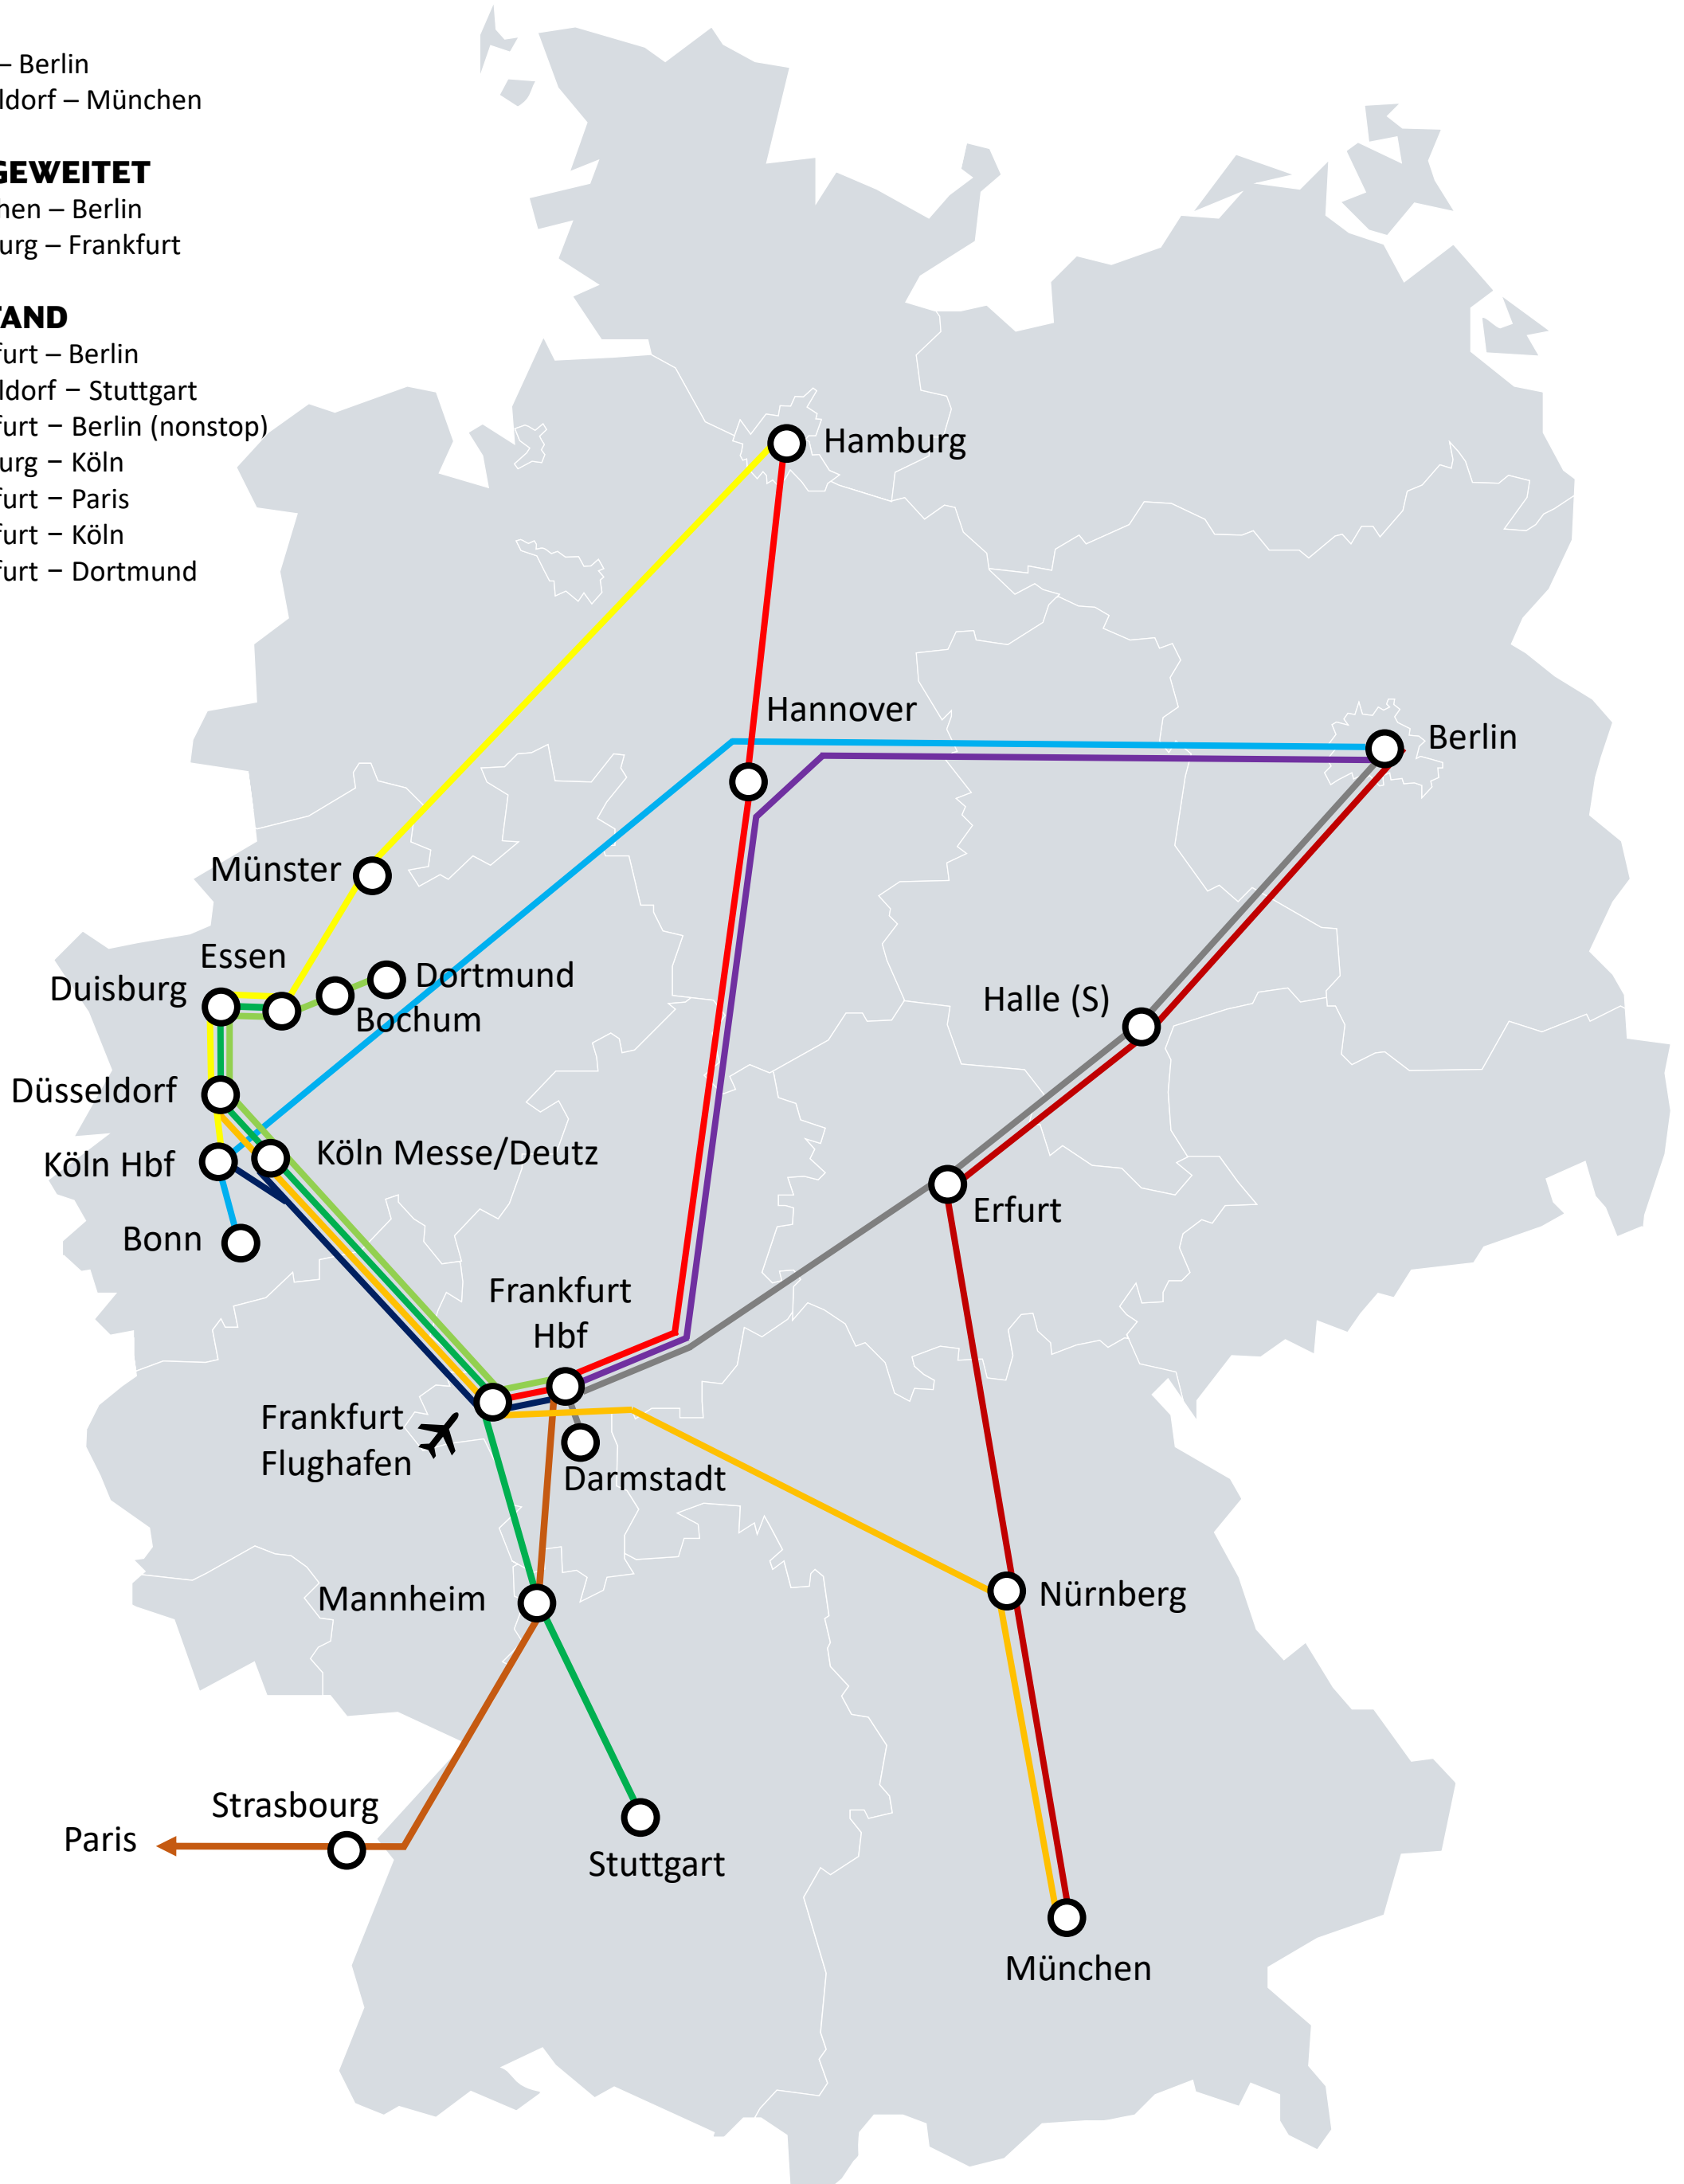 – Berlin
ldorf – München
GEWEITET
hen – Berlin
urg – Frankfurt
TAND
furt – Berlin
ldorf – Stuttgart
furt – Berlin (nonstop)
urg – Köln
furt – Paris
furt – Köln
furt – Dortmund
Hamburg
Hannover
Berlin
Münster
Essen
Duisburg
Dortmund
Bochum
Halle (S)
Düsseldorf
Köln Hbf
Köln Messe/Deutz
Bonn
Erfurt
Frankfurt
Hbf
Frankfurt
Flughafen
Darmstadt
Mannheim
Nürnberg
Strasbourg
Paris
Stuttgart
München